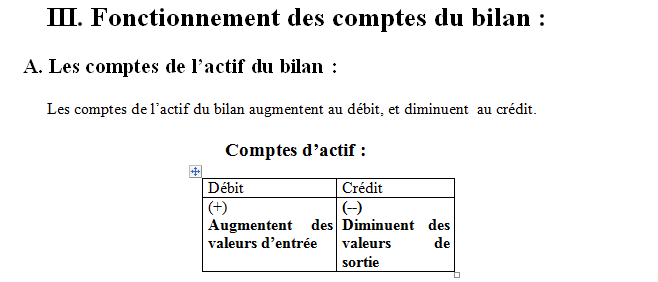 III. Fonctionnement des comptes du bilan :
A. Les comptes de l’actif du bilan :
Les comptes de l’actif du bilan augmentent au débit, et diminuent au crédit.
Comptes d’actif :
Débit Crédit
(+) (--)
Augmentent des Diminuent des
valeurs d’entrée valeurs de
sortie